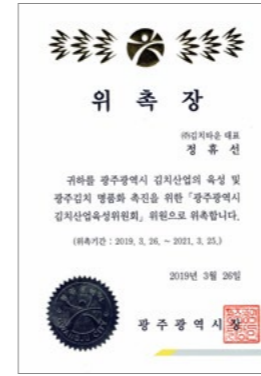 위 촉 장
㈜김치타운 대표
정 휴 선
귀하를 광주광역시 김치산업의 육성 및
광주김치 명품화 촉진을 위한 「광주광역시
김치산업육성위원회」 위원으로 위촉합니다.
(위촉기간 : 2019. 3. 26. ~ 2021. 3. 25.)
2019년 3월 26일
광 주 광 역 시 장